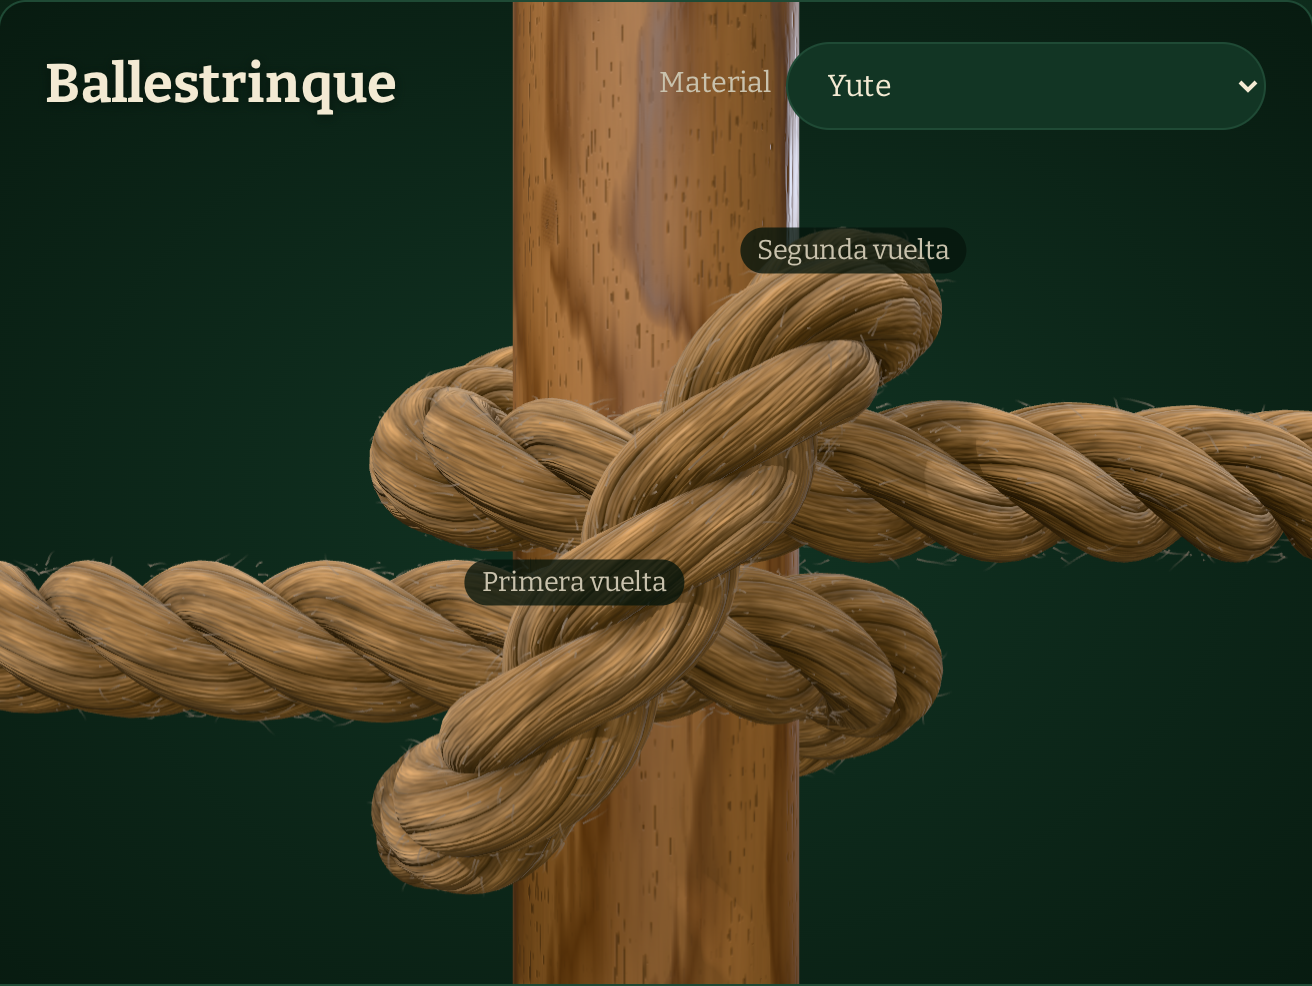 Ballestrinque
Material
Yute
Segunda vuelta
Primera vuelta